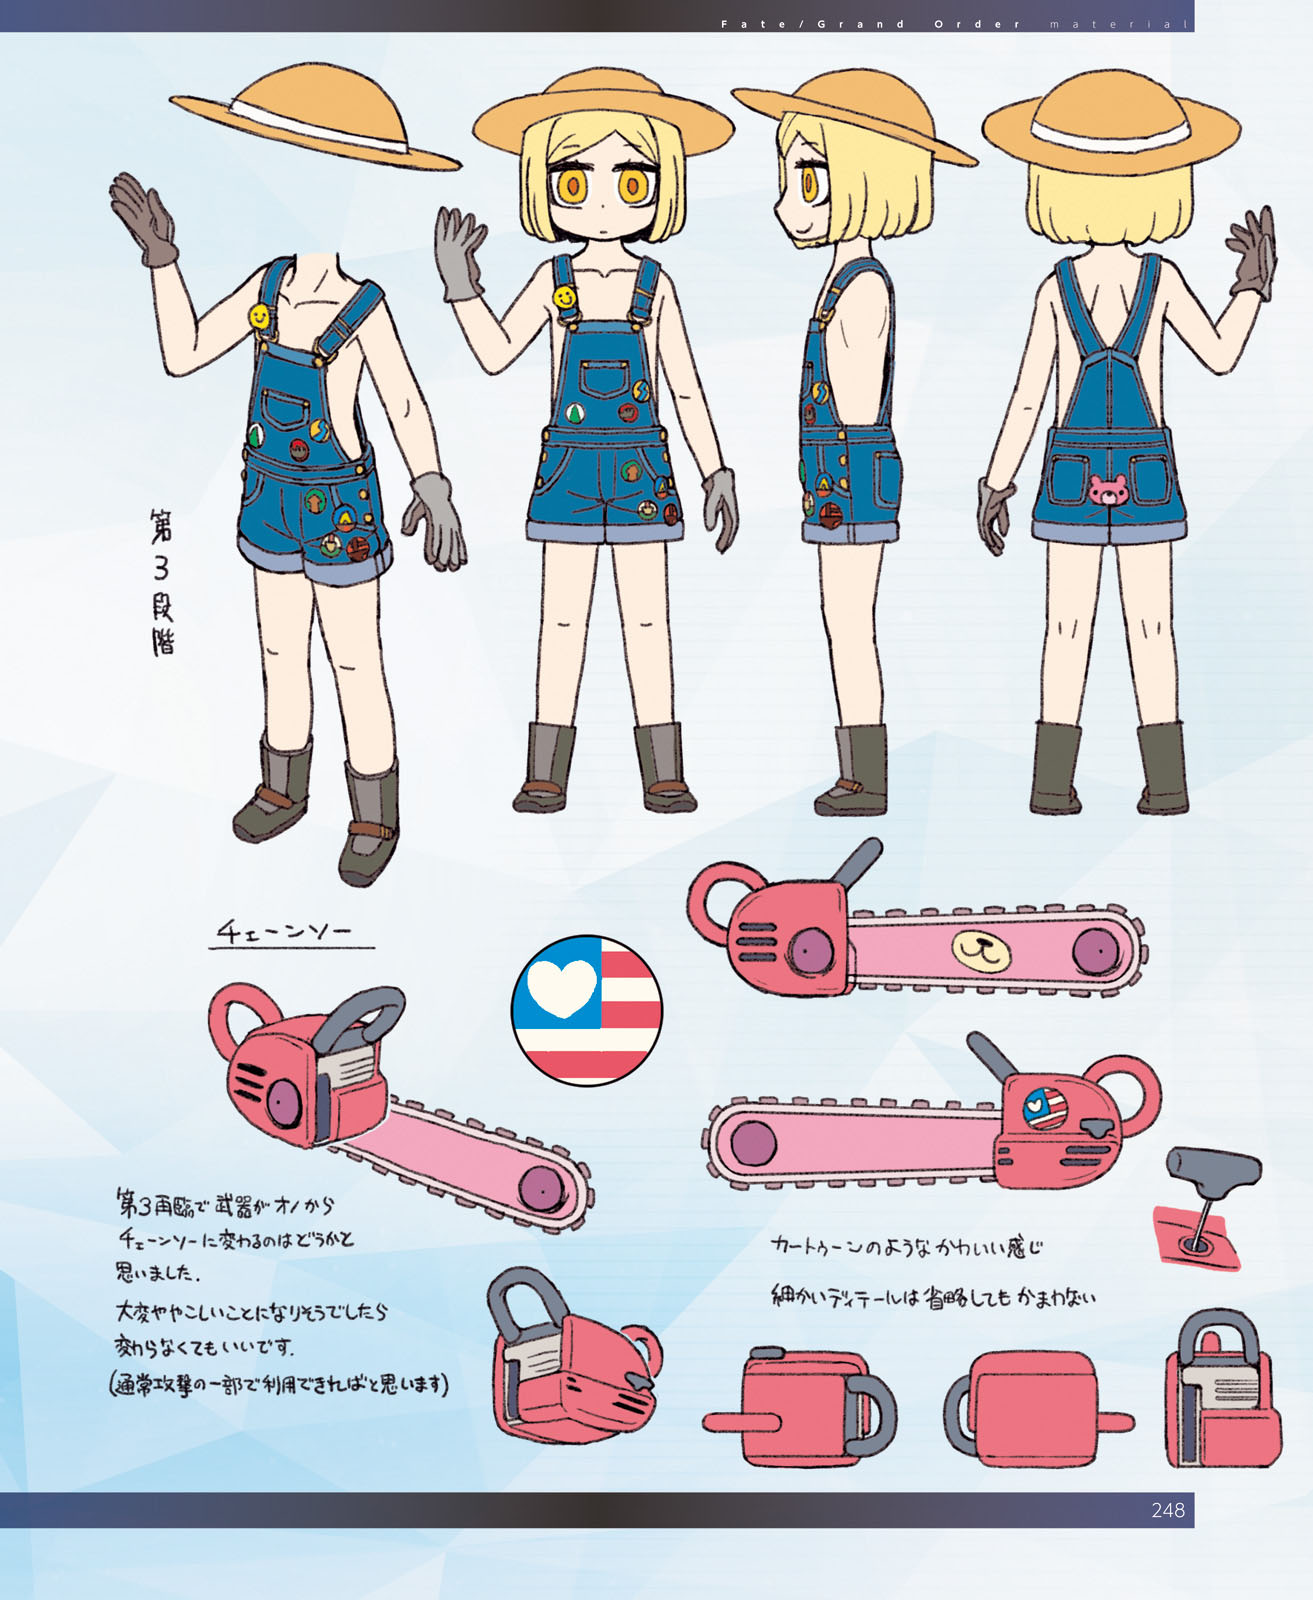 Fate/Grand Order material
第3段階
チェーンソー
第3再臨で武器がオノから
チェーンソーに変わるのはどうかと
思いました.
大変ややこしいことになりそうでしたら
変わらなくてもいいです.
(通常攻撃の一部で利用できればと思います)
カートゥーンのようなかわいい感じ
細かいディテールは省略してもかまわない
248